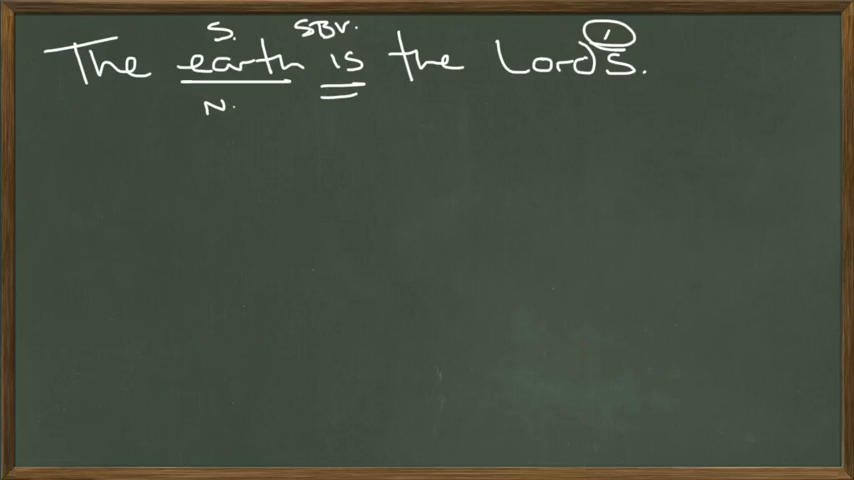 S. SBV.
The earth is the Lord's.
N.